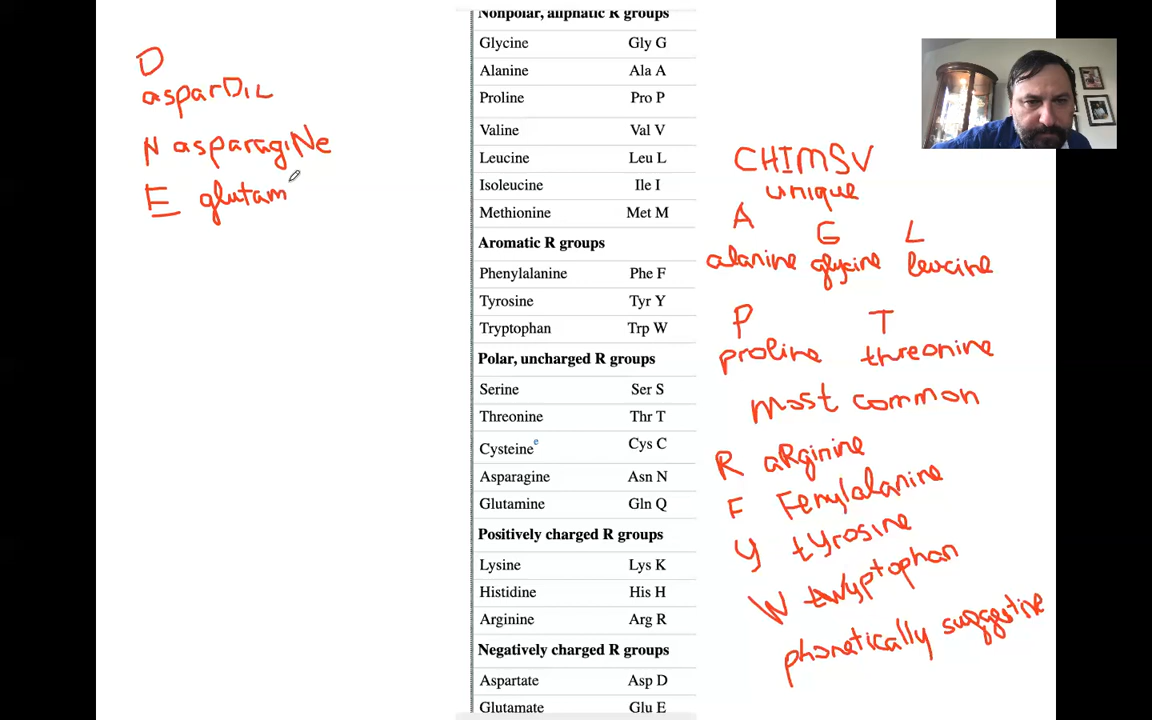 D
asparDic
N asparagiNe
E glutam
Nonpolar, aliphatic R groups
Glycine Gly G
Alanine Ala A
Proline Pro P
Valine Val V
Leucine Leu L
Isoleucine Ile I
Methionine Met M
Aromatic R groups
Phenylalanine Phe F
Tyrosine Tyr Y
Tryptophan Trp W
Polar, uncharged R groups
Serine Ser S
Threonine Thr T
Cysteine e Cys C
Asparagine Asn N
Glutamine Gln Q
Positively charged R groups
Lysine Lys K
Histidine His H
Arginine Arg R
Negatively charged R groups
Aspartate Asp D
Glutamate Glu E
CHIMSV
unique
A G L
alanine glycine leucine
P T
proline threonine
most common
R aRginine
F Fenylalanine
Y tYrosine
W tWyptophan
phonetically suggestive